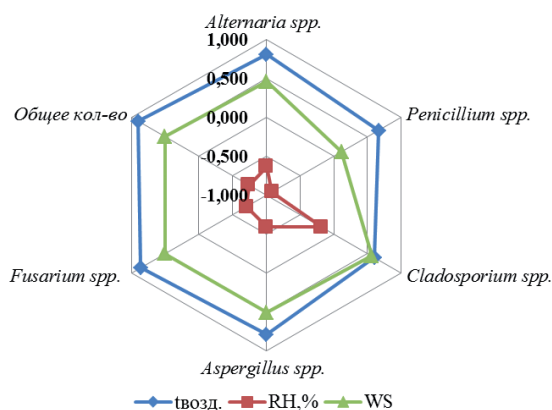 Alternaria spp.
1,000
0,500
0,000
-0,500
-1,000
Общее кол-во
Penicillium spp.
Fusarium spp.
Cladosporium spp.
Aspergillus spp.
tвозд.
RH,%
WS